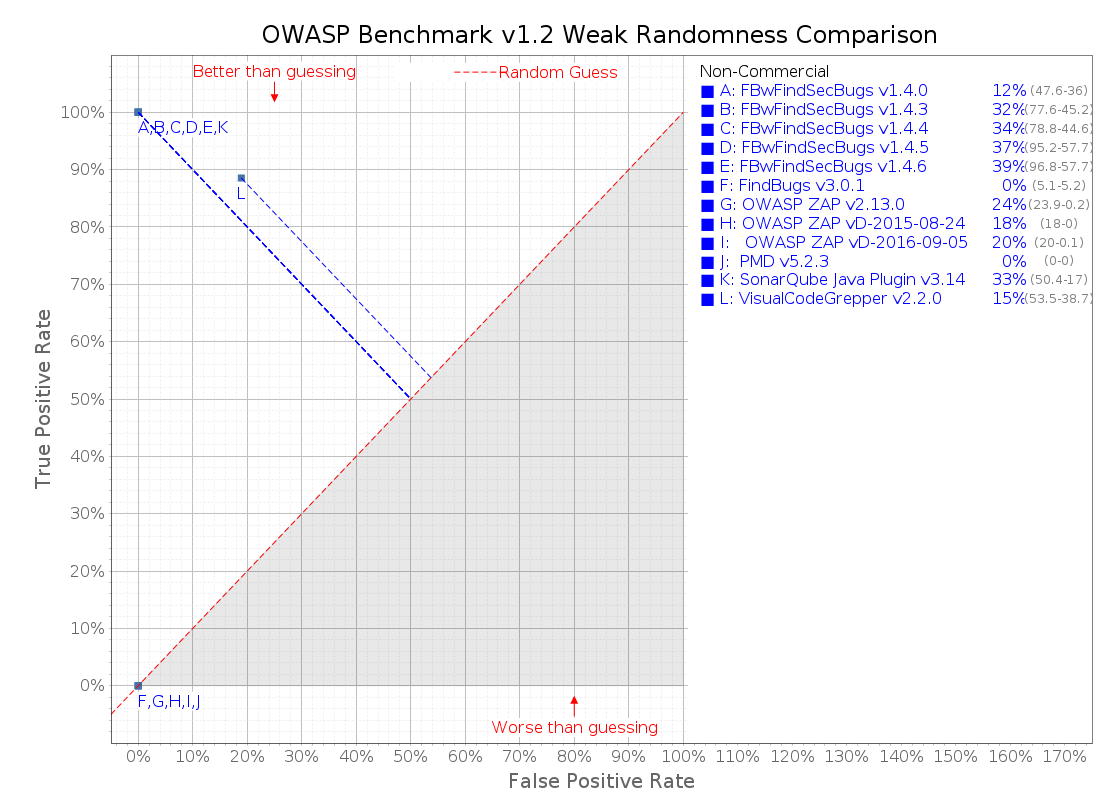 OWASP Benchmark v1.2 Weak Randomness Comparison
Better than guessing
Random Guess
Non-Commercial
A: FBwFindSecBugs v1.4.0 12% (47.6-36)
B: FBwFindSecBugs v1.4.3 32% (77.6-45.2)
C: FBwFindSecBugs v1.4.4 34% (78.8-44.6)
D: FBwFindSecBugs v1.4.5 37% (95.2-57.7)
E: FBwFindSecBugs v1.4.6 39% (96.8-57.7)
F: FindBugs v3.0.1 0% (5.1-5.2)
G: OWASP ZAP v2.13.0 24% (23.9-0.2)
H: OWASP ZAP vD-2015-08-24 18% (18-0)
I: OWASP ZAP vD-2016-09-05 20% (20-0.1)
J: PMD v5.2.3 0% (0-0)
K: SonarQube Java Plugin v3.14 33% (50.4-17)
L: VisualCodeGrepper v2.2.0 15% (53.5-38.7)
100%
A,B,C,D,E,K
90%
L
80%
70%
60%
50%
40%
30%
20%
10%
0%
F,G,H,I,J
True Positive Rate
Worse than guessing
0% 10% 20% 30% 40% 50% 60% 70% 80% 90% 100% 110% 120% 130% 140% 150% 160% 170%
False Positive Rate